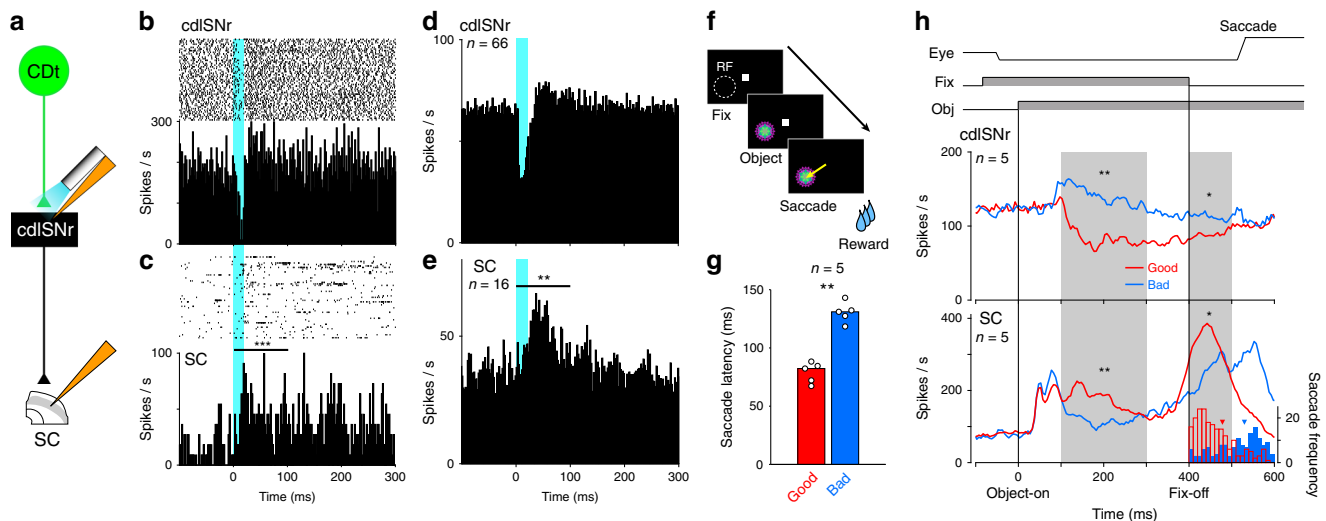 a
CDt
cdlSNr
SC
b
cdlSNr
300
150
0
Spikes / s
c
SC
***
100
50
0
Spikes / s
0 100 200 300
Time (ms)
d
cdlSNr
n = 66
100
60
0
Spikes / s
e
SC
n = 16
**
50
0
Spikes / s
0 100 200 300
Time (ms)
f
RF
Fix
Object
Saccade
Reward
g
n = 5
**
150
100
50
0
Saccade latency (ms)
Good
Bad
h
Saccade
Eye
Fix
Obj
cdlSNr
n = 5
200
100
0
Spikes / s
**
*
Good
Bad
SC
n = 5
400
200
0
Spikes / s
**
*
20
0
Saccade frequency
0 200 400 600
Object-on
Fix-off
Time (ms)